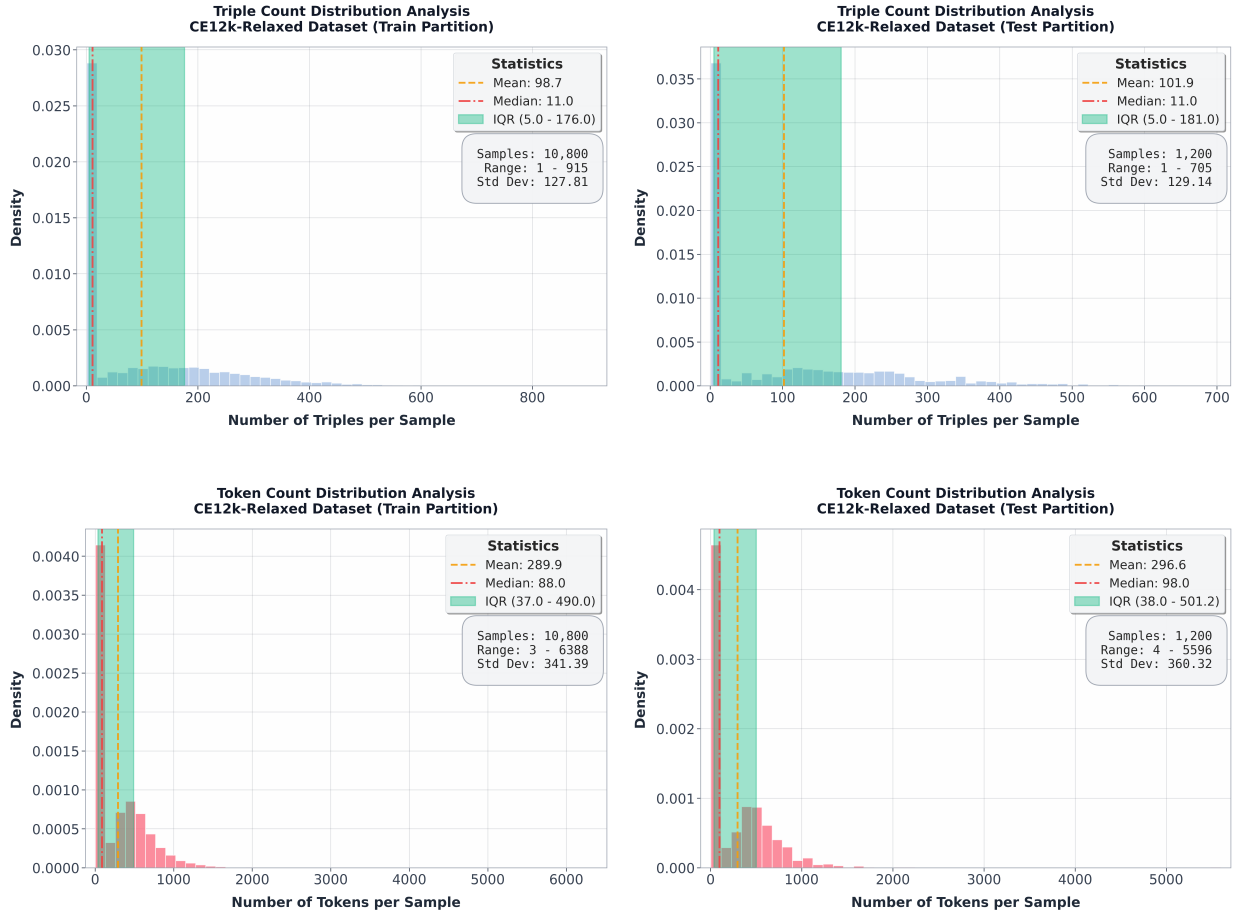 Triple Count Distribution Analysis
CE12k-Relaxed Dataset (Train Partition)
0.030
0.025
0.020
0.015
0.010
0.005
0.000
Density
0
200
400
600
800
Number of Triples per Sample
Statistics
Mean: 98.7
Median: 11.0
IQR (5.0 - 176.0)
Samples: 10,800
Range: 1 - 915
Std Dev: 127.81
Triple Count Distribution Analysis
CE12k-Relaxed Dataset (Test Partition)
0.035
0.030
0.025
0.020
0.015
0.010
0.005
0.000
Density
0
100
200
300
400
500
600
700
Number of Triples per Sample
Statistics
Mean: 101.9
Median: 11.0
IQR (5.0 - 181.0)
Samples: 1,200
Range: 1 - 705
Std Dev: 129.14
Token Count Distribution Analysis
CE12k-Relaxed Dataset (Train Partition)
0.0040
0.0035
0.0030
0.0025
0.0020
0.0015
0.0010
0.0005
0.0000
Density
0
1000
2000
3000
4000
5000
6000
Number of Tokens per Sample
Statistics
Mean: 289.9
Median: 88.0
IQR (37.0 - 490.0)
Samples: 10,800
Range: 3 - 6388
Std Dev: 341.39
Token Count Distribution Analysis
CE12k-Relaxed Dataset (Test Partition)
0.004
0.003
0.002
0.001
0.000
Density
0
1000
2000
3000
4000
5000
Number of Tokens per Sample
Statistics
Mean: 296.6
Median: 98.0
IQR (38.0 - 501.2)
Samples: 1,200
Range: 4 - 5596
Std Dev: 360.32